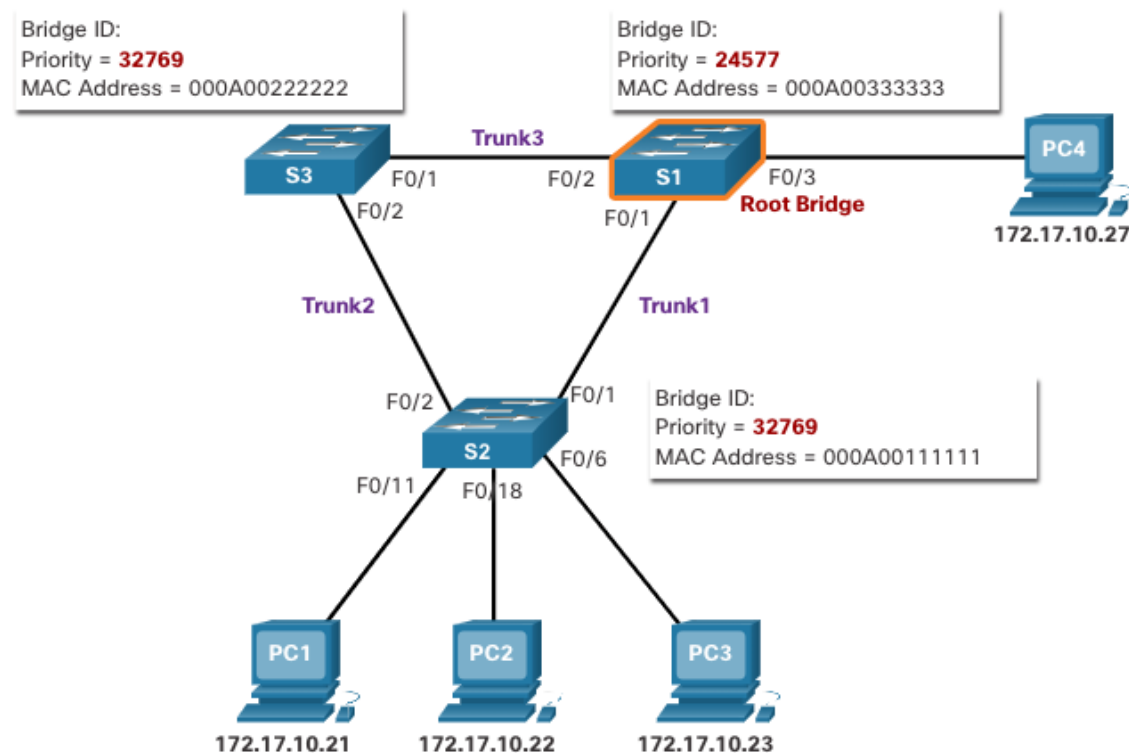 Bridge ID:
Priority = 32769
MAC Address = 000A00222222
Bridge ID:
Priority = 24577
MAC Address = 000A00333333
Trunk3
S3
F0/1
F0/2
S1
F0/3
PC4
F0/2
F0/1
Root Bridge
172.17.10.27
Trunk2
Trunk1
F0/2
F0/1
Bridge ID:
Priority = 32769
MAC Address = 000A00111111
S2
F0/6
F0/11
F0/18
PC1
PC2
PC3
172.17.10.21
172.17.10.22
172.17.10.23